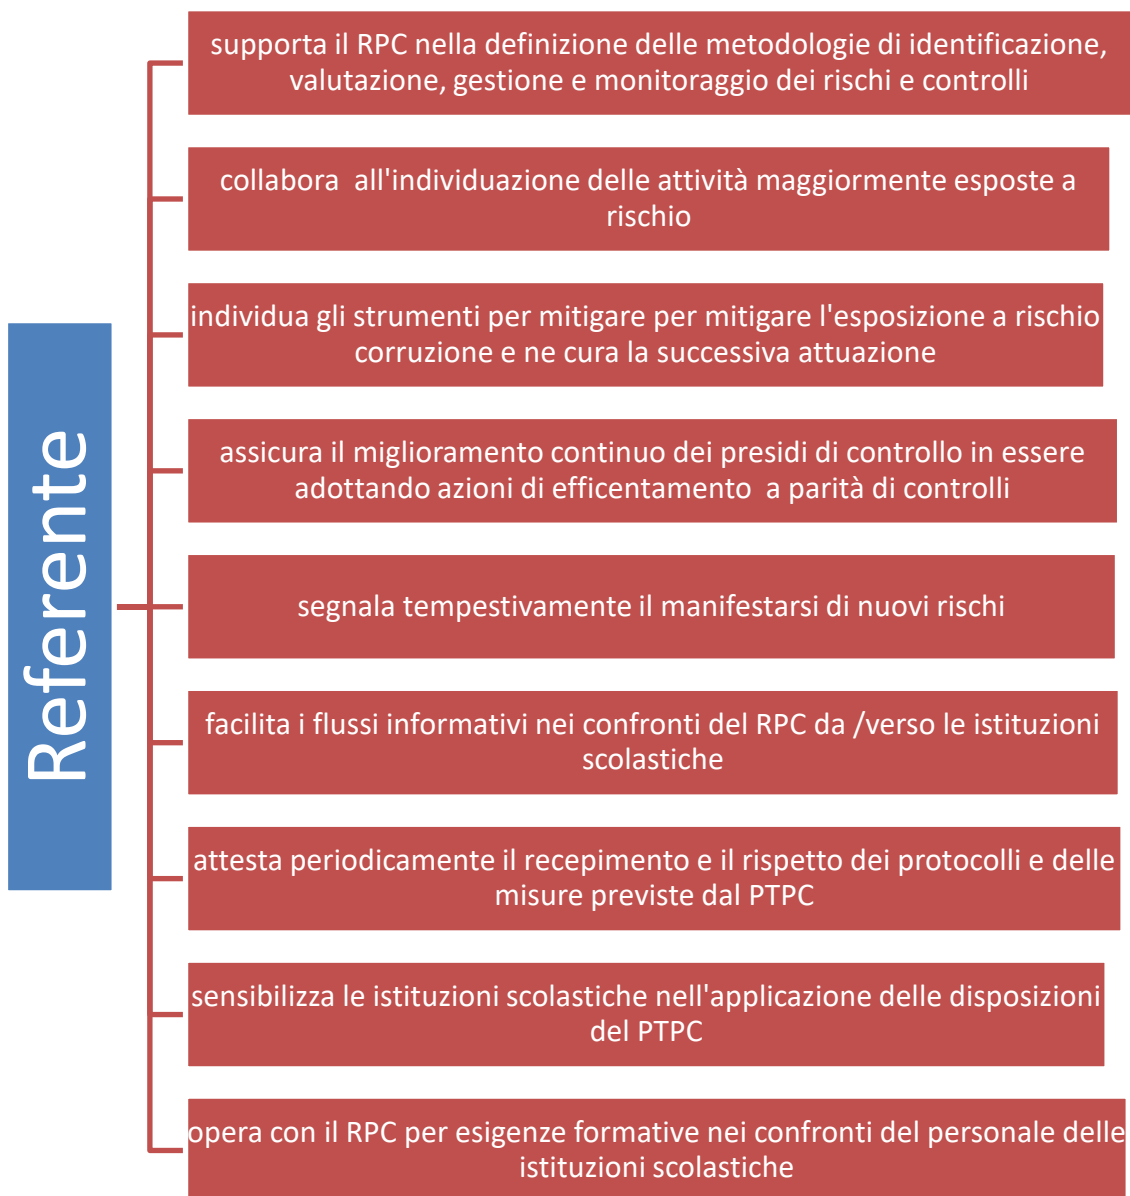 Referente
supporta il RPC nella definizione delle metodologie di identificazione,
valutazione, gestione e monitoraggio dei rischi e controlli
collabora  all'individuazione delle attività maggiormente esposte a
rischio
individua gli strumenti per mitigare per mitigare l'esposizione a rischio
corruzione e ne cura la successiva attuazione
assicura il miglioramento continuo dei presidi di controllo in essere
adottando azioni di efficentamento  a parità di controlli
segnala tempestivamente il manifestarsi di nuovi rischi
facilita i flussi informativi nei confronti del RPC da /verso le istituzioni
scolastiche
attesta periodicamente il recepimento e il rispetto dei protocolli e delle
misure previste dal PTPC
sensibilizza le istituzioni scolastiche nell'applicazione delle disposizioni
del PTPC
opera con il RPC per esigenze formative nei confronti del personale delle
istituzioni scolastiche